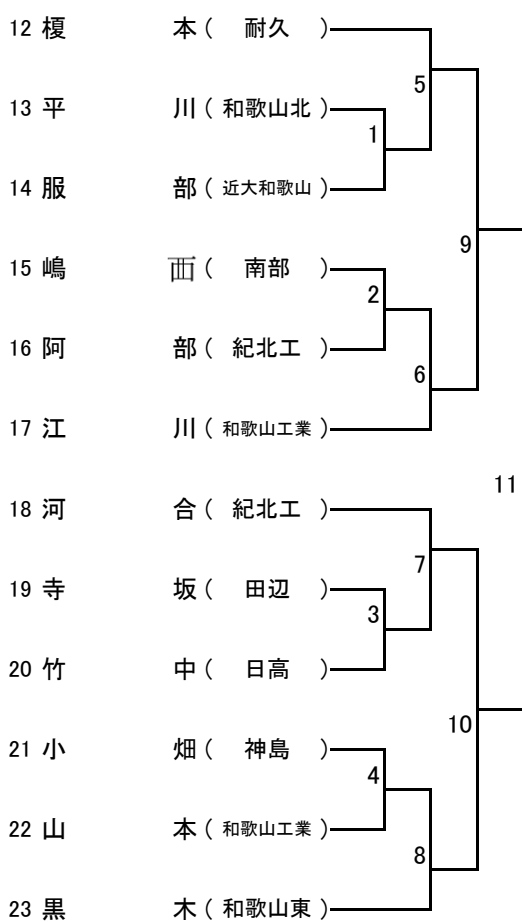 12 榎 本 ( 耐久 )
5
13 平 川 ( 和歌山北 )
1
14 服 部 ( 近大和歌山 )
9
15 嶋 田 ( 南部 )
2
16 阿 部 ( 紀北工 )
6
17 江 川 ( 和歌山工業 )
11
18 河 合 ( 紀北工 )
7
19 寺 坂 ( 田辺 )
3
20 竹 中 ( 日高 )
10
21 小 畑 ( 神島 )
4
22 山 本 ( 和歌山工業 )
8
23 黒 木 ( 和歌山東 )